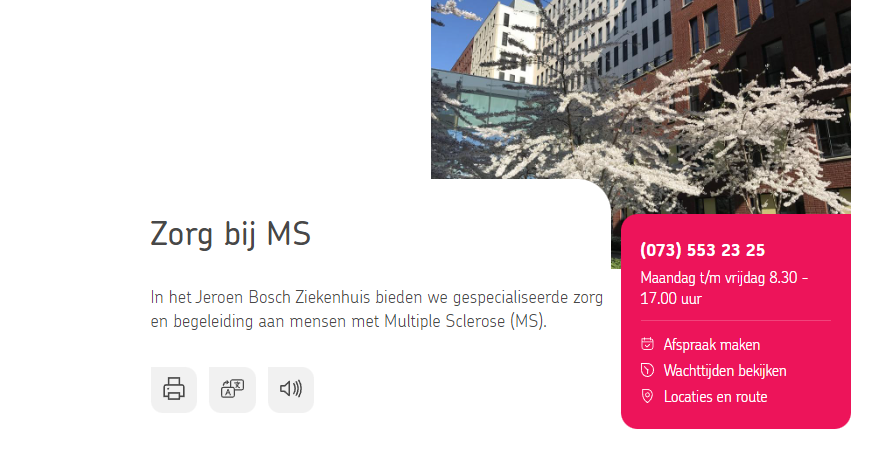 Zorg bij MS
In het Jeroen Bosch Ziekenhuis bieden we gespecialiseerde zorg
en begeleiding aan mensen met Multiple Sclerose (MS).
(073) 553 23 25
Maandag t/m vrijdag 8.30 -
17.00 uur
Afspraak maken
Wachttijden bekijken
Locaties en route